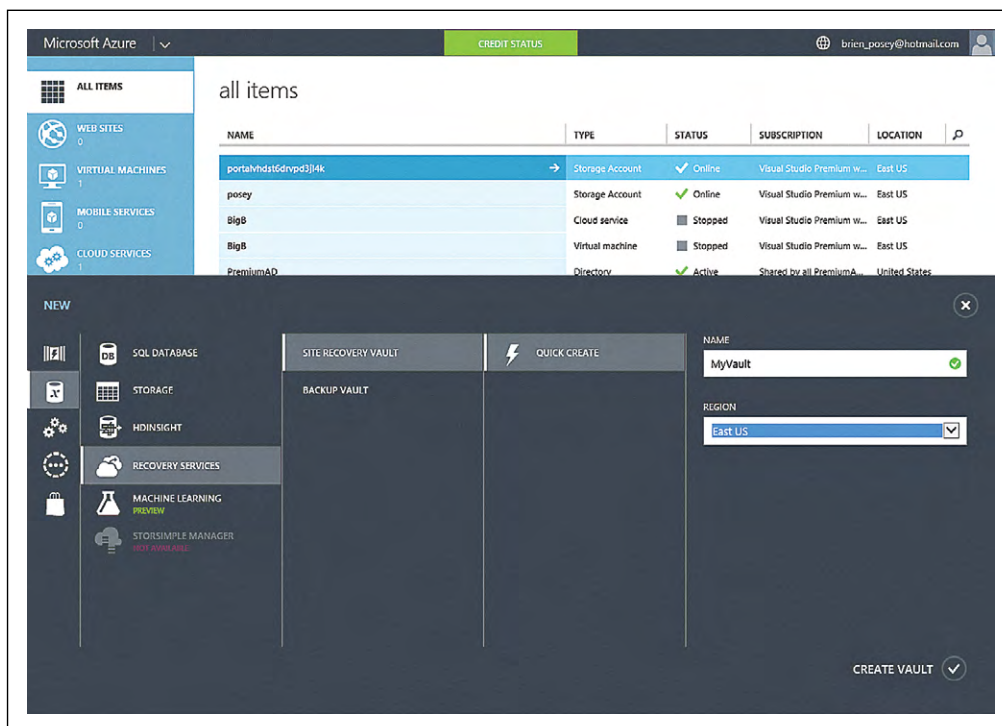 Microsoft Azure
CREDIT STATUS
brien_posey@hotmail.com
ALL ITEMS
all items
WEB SITES
0
NAME TYPE STATUS SUBSCRIPTION LOCATION
VIRTUAL MACHINES
1
portalvhdst6drvpd3jl4k Storage Account Online Visual Studio Premium w... East US
posey Storage Account Online Visual Studio Premium w... East US
MOBILE SERVICES
0
BigB Cloud service Stopped Visual Studio Premium w... East US
BigB Virtual machine Stopped Visual Studio Premium w... East US
CLOUD SERVICES
1
PremiumAD Directory Active Shared by all PremiumA... United States
NEW
SQL DATABASE
STORAGE
HDINSIGHT
RECOVERY SERVICES
MACHINE LEARNING
PREVIEW
STORSIMPLE MANAGER
NOT AVAILABLE
SITE RECOVERY VAULT
BACKUP VAULT
QUICK CREATE
NAME
MyVault
REGION
East US
CREATE VAULT